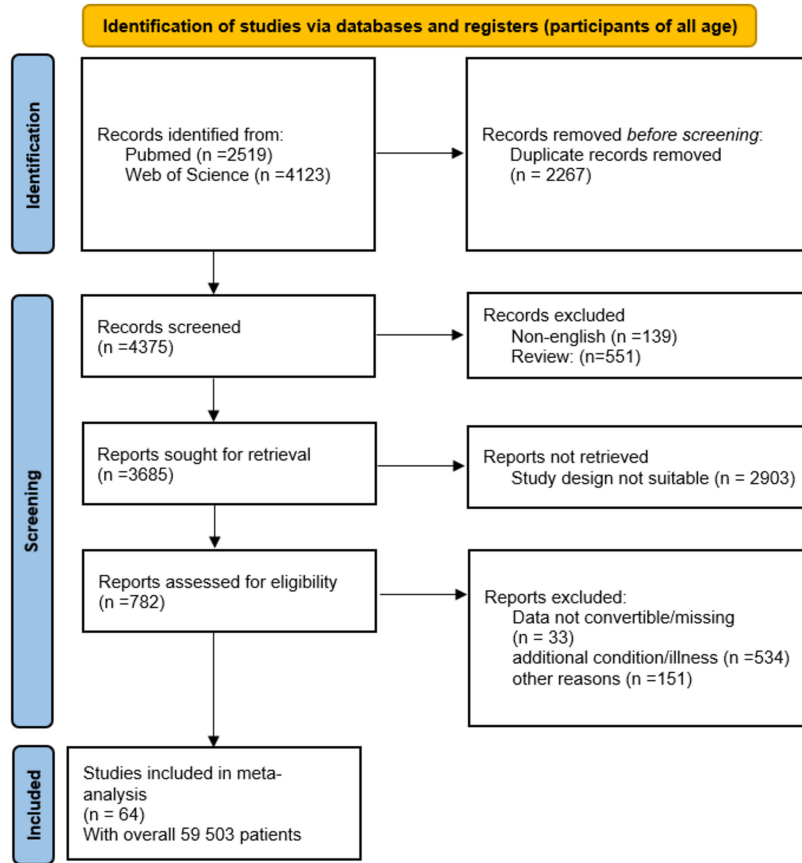 Identification of studies via databases and registers (participants of all age)
Identification
Records identified from:
Pubmed (n =2519)
Web of Science (n =4123)
Records removed before screening:
Duplicate records removed
(n = 2267)
Screening
Records screened
(n =4375)
Records excluded
Non-english (n =139)
Review: (n=551)
Reports sought for retrieval
(n =3685)
Reports not retrieved
Study design not suitable (n = 2903)
Reports assessed for eligibility
(n =782)
Reports excluded:
Data not convertible/missing
(n = 33)
additional condition/illness (n =534)
other reasons (n =151)
Included
Studies included in meta-
analysis
(n = 64)
With overall 59 503 patients